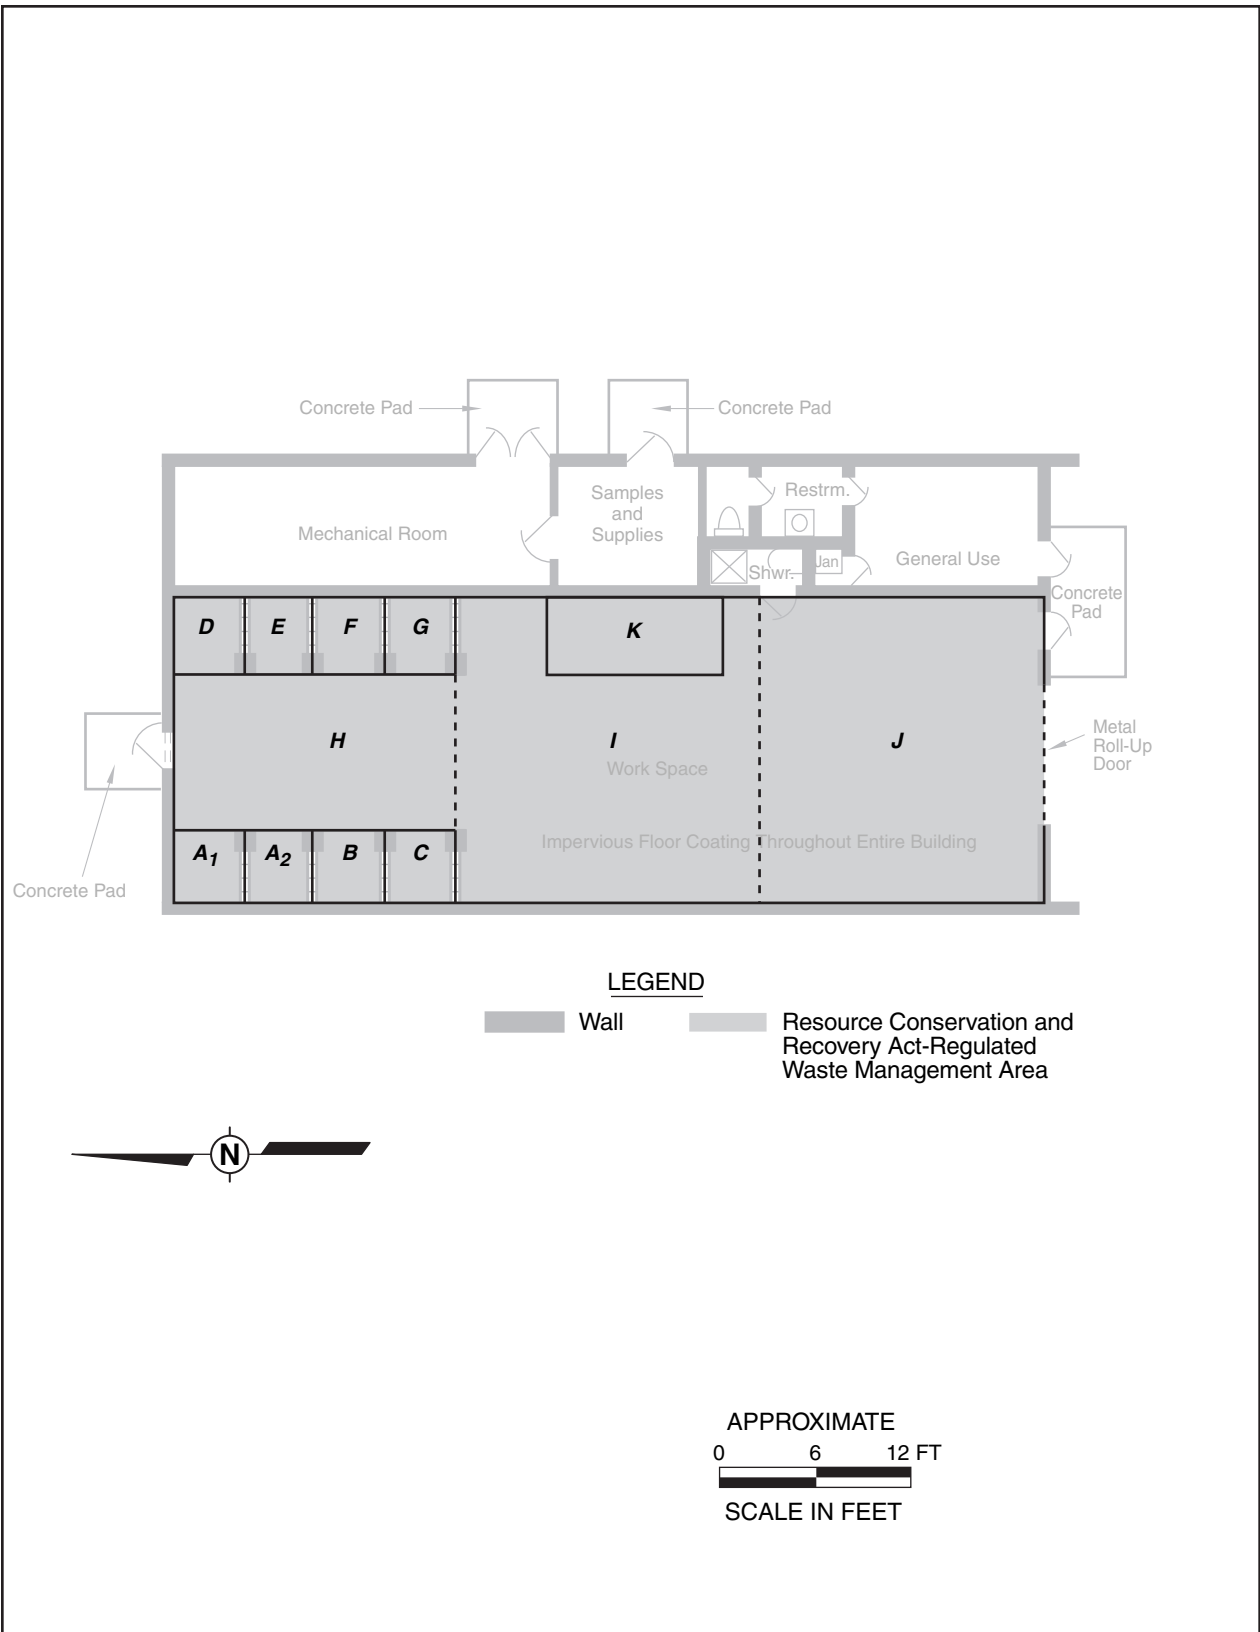 Concrete Pad
Concrete Pad
Samples
and
Supplies
Restrm.
Mechanical Room
General Use
Shwr.
Jan
Concrete
Pad
D
E
F
G
K
H
I
J
Work Space
Metal
Roll-Up
Door
Impervious Floor Coating Throughout Entire Building
A1
A2
B
C
Concrete Pad
LEGEND
Wall
Resource Conservation and
Recovery Act-Regulated
Waste Management Area
N
APPROXIMATE
0 6 12 FT
SCALE IN FEET